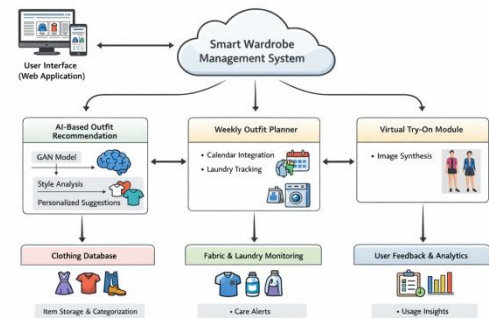 Smart Wardrobe
Management System
User Interface
(Web Application)
AI-Based Outfit
Recommendation
GAN Model
Style Analysis
Personalized Suggestions
Weekly Outfit Planner
• Calendar Integration
• Laundry Tracking
Virtual Try-On Module
• Image Synthesis
Clothing Database
Item Storage & Categorization
Fabric & Laundry Monitoring
• Care Alerts
User Feedback & Analytics
• Usage Insights